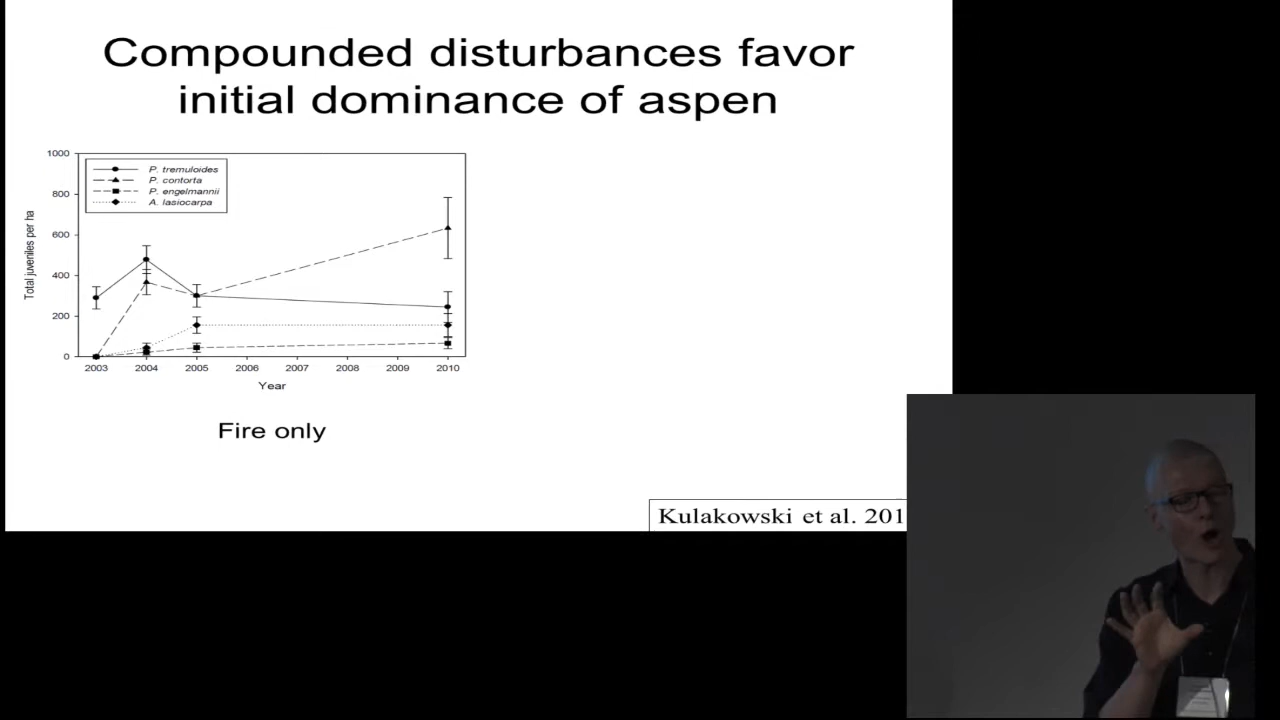 Compounded disturbances favor
initial dominance of aspen
1000
800
600
400
200
0
Total juveniles per ha
P. tremuloides
P. contorta
P. engelmannii
A. lasiocarpa
2003 2004 2005 2006 2007 2008 2009 2010
Year
Fire only
Kulakowski et al. 201